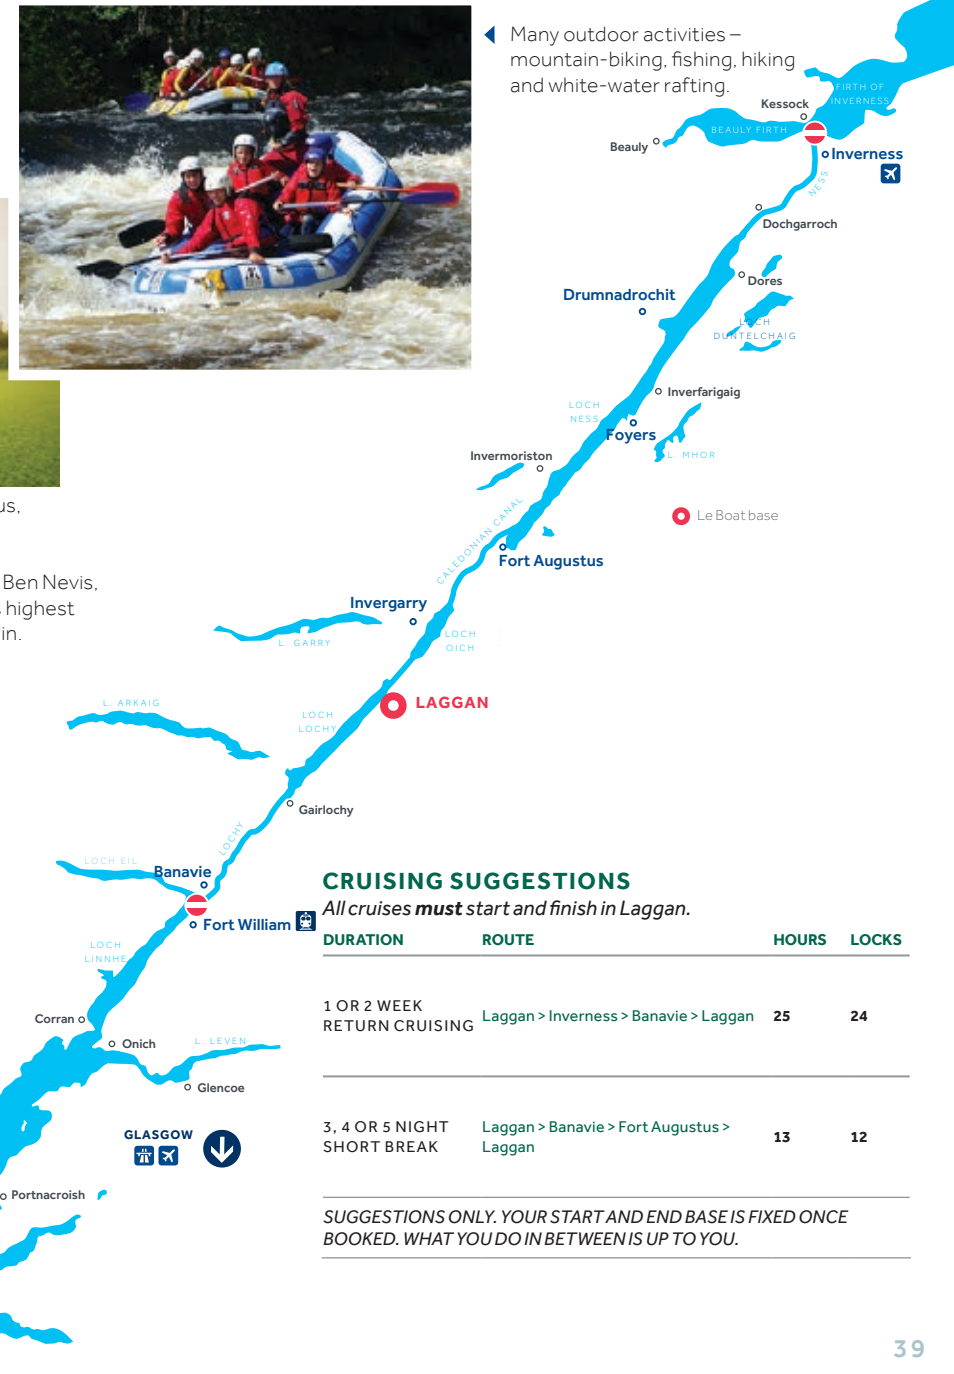 Many outdoor activities –
mountain-biking, fishing, hiking
and white-water rafting.
Kessock
FIRTH OF
INVERNESS
BEAULY FIRTH
Beauly
Inverness
NESS
Dochgarroch
Dores
Drumnadrochit
LOCH
DUNTELCHAIG
Inverfarigaig
LOCH
NESS
Foyers
L. MHOR
Invermoriston
us,
Le Boat base
CALEDONIAN CANAL
Fort Augustus
Ben Nevis,
s highest
in.
Invergarry
L. GARRY
LOCH
OICH
LAGGAN
L. ARKAIG
LOCH
LOCHY
Gairlochy
LOCHY
LOCH EIL
Banavie
Fort William
LOCH
LINNHE
Corran
Onich
L. LEVEN
Glencoe
GLASGOW
Portnacroish
CRUISING SUGGESTIONS
All cruises must start and finish in Laggan.
DURATION ROUTE HOURS LOCKS
1 OR 2 WEEK
RETURN CRUISING
Laggan > Inverness > Banavie > Laggan 25 24
3, 4 OR 5 NIGHT
SHORT BREAK
Laggan > Banavie > Fort Augustus >
Laggan
13 12
SUGGESTIONS ONLY. YOUR START AND END BASE IS FIXED ONCE
BOOKED. WHAT YOU DO IN BETWEEN IS UP TO YOU.
39